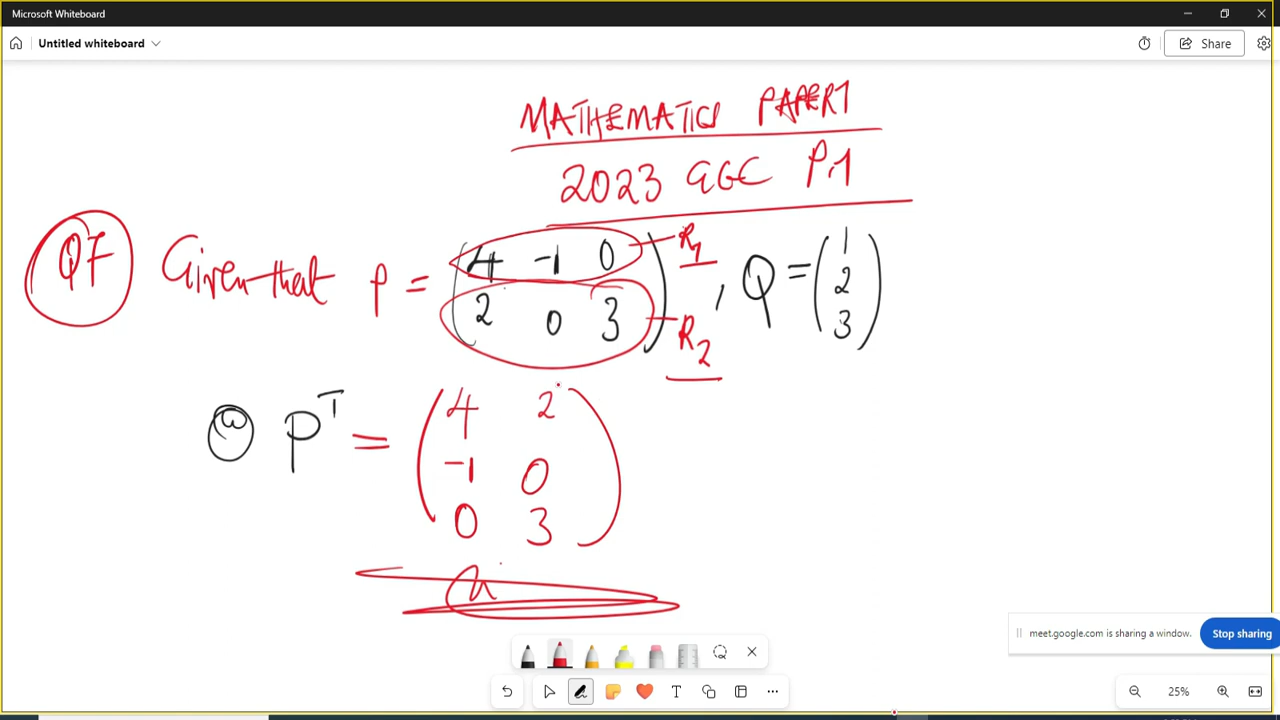 Microsoft Whiteboard
Untitled whiteboard
Share
MATHEMATICS PAPER 1
2023 GCE P.1
Q7 Given that P = (4 -1 0 R1
2 0 3) R2 , Q = (1
2
3)
a P^T = (4 2
-1 0
0 3)
meet.google.com is sharing a window.
Stop sharing
25%